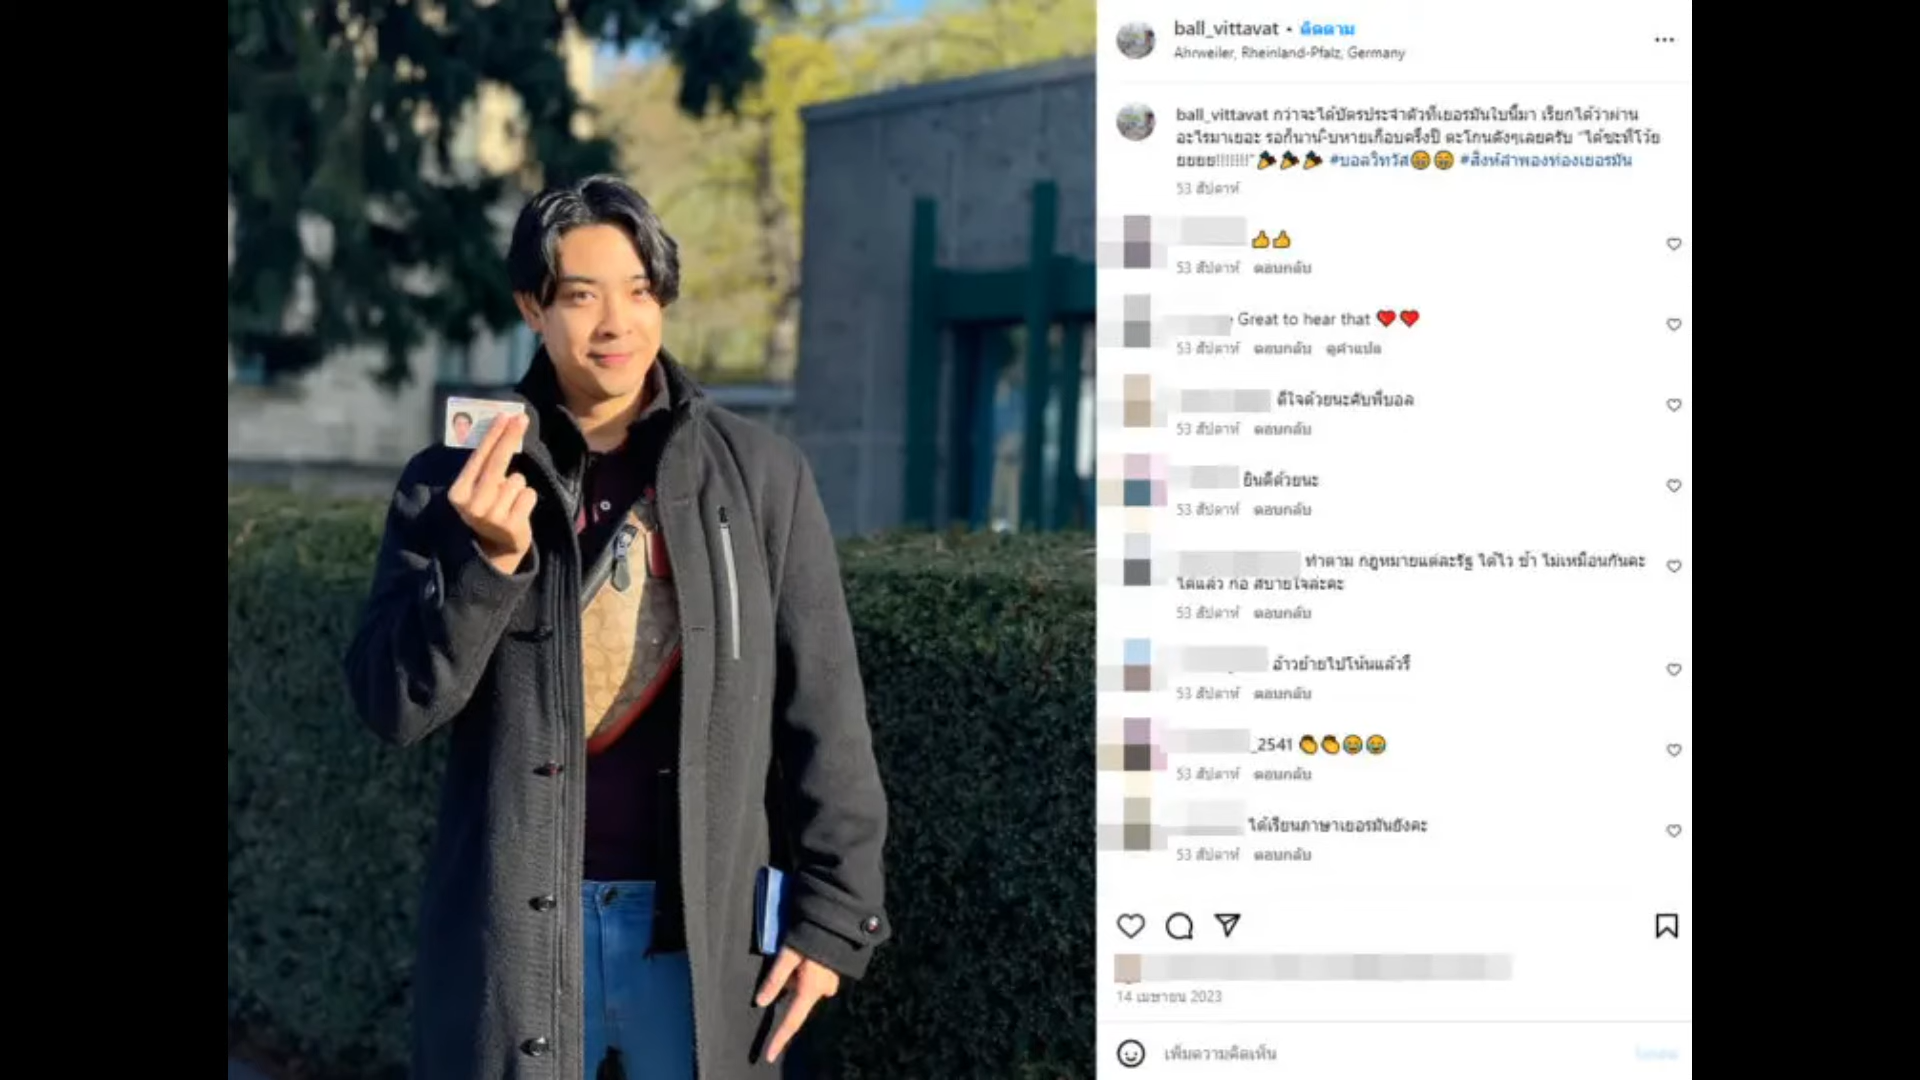 ball_vittavat • ติดตาม
Ahrweiler, Rheinland-Pfalz, Germany
ball_vittavat กว่าจะได้บัตรประจำตัวที่เยอรมันใบนี้มา เรียกได้ว่าผ่าน
อะไรมาเยอะ รอก็นาน บหายเกือบครึ่งปี ตะโกนดังๆเลยครับ "ได้ซะทีโว้ย
ยยยย!!!!!!!"🎉🎉🎉 #บอลวิทวัส😁😁 #สิงห์ลำพองท่องเยอรมัน
53 สัปดาห์
👍👍
53 สัปดาห์ ตอบกลับ
Great to hear that ❤️❤️
53 สัปดาห์ ตอบกลับ ดูคำแปล
ดีใจด้วยนะคับพี่บอล
53 สัปดาห์ ตอบกลับ
ยินดีด้วยนะ
53 สัปดาห์ ตอบกลับ
ทำตาม กฎหมายแต่ละรัฐ ได้ไว ช้า ไม่เหมือนกันคะ
ได้แล้ว ก่อ สบายใจล่ะคะ
53 สัปดาห์ ตอบกลับ
อ้าวย้ายไปโน้นแล้วรึ
53 สัปดาห์ ตอบกลับ
_2541 👏👏😂😂
53 สัปดาห์ ตอบกลับ
ได้เรียนภาษาเยอรมันยังคะ
53 สัปดาห์ ตอบกลับ
14 เมษายน 2023
เพิ่มความคิดเห็น